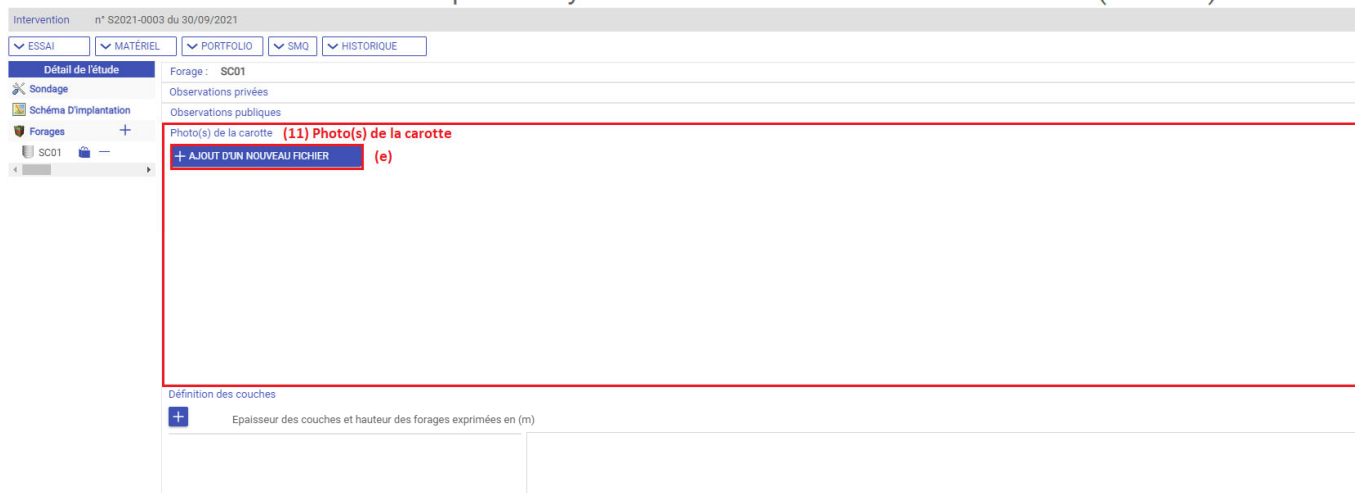 Intervention n° S2021-0003 du 30/09/2021
ESSAI MATÉRIEL PORTFOLIO SMQ HISTORIQUE
Détail de l'étude
Sondage
Schéma D'implantation
Forages +
SC01 —
Forage : SC01
Observations privées
Observations publiques
Photo(s) de la carotte (11) Photo(s) de la carotte
+ AJOUT D'UN NOUVEAU FICHIER (e)
Définition des couches
+ Epaisseur des couches et hauteur des forages exprimées en (m)